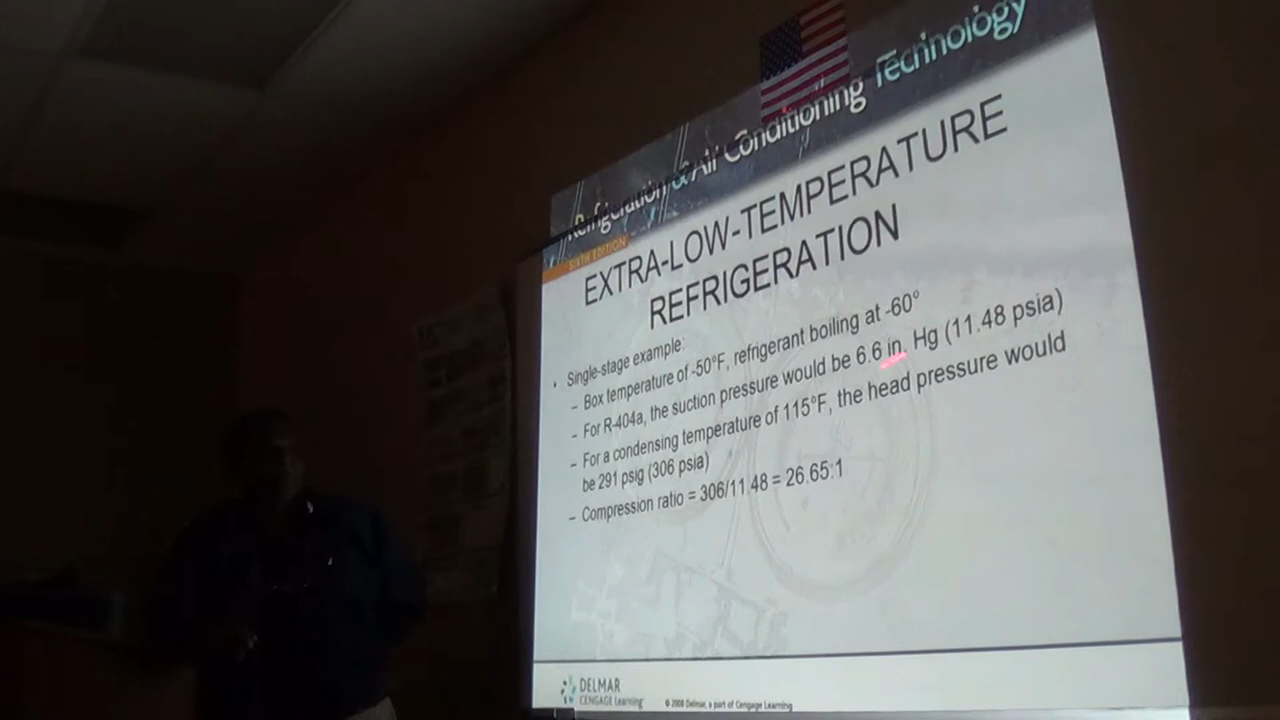 Refrigeration & Air Conditioning Technology
SIXTH EDITION
EXTRA-LOW-TEMPERATURE
REFRIGERATION
• Single-stage example:
– Box temperature of -50°F, refrigerant boiling at -60°
– For R-404a, the suction pressure would be 6.6 in. Hg (11.48 psia)
– For a condensing temperature of 115°F, the head pressure would
be 291 psig (306 psia)
– Compression ratio = 306/11.48 = 26.65:1
DELMAR
CENGAGE Learning
© 2008 Delmar, a part of Cengage Learning